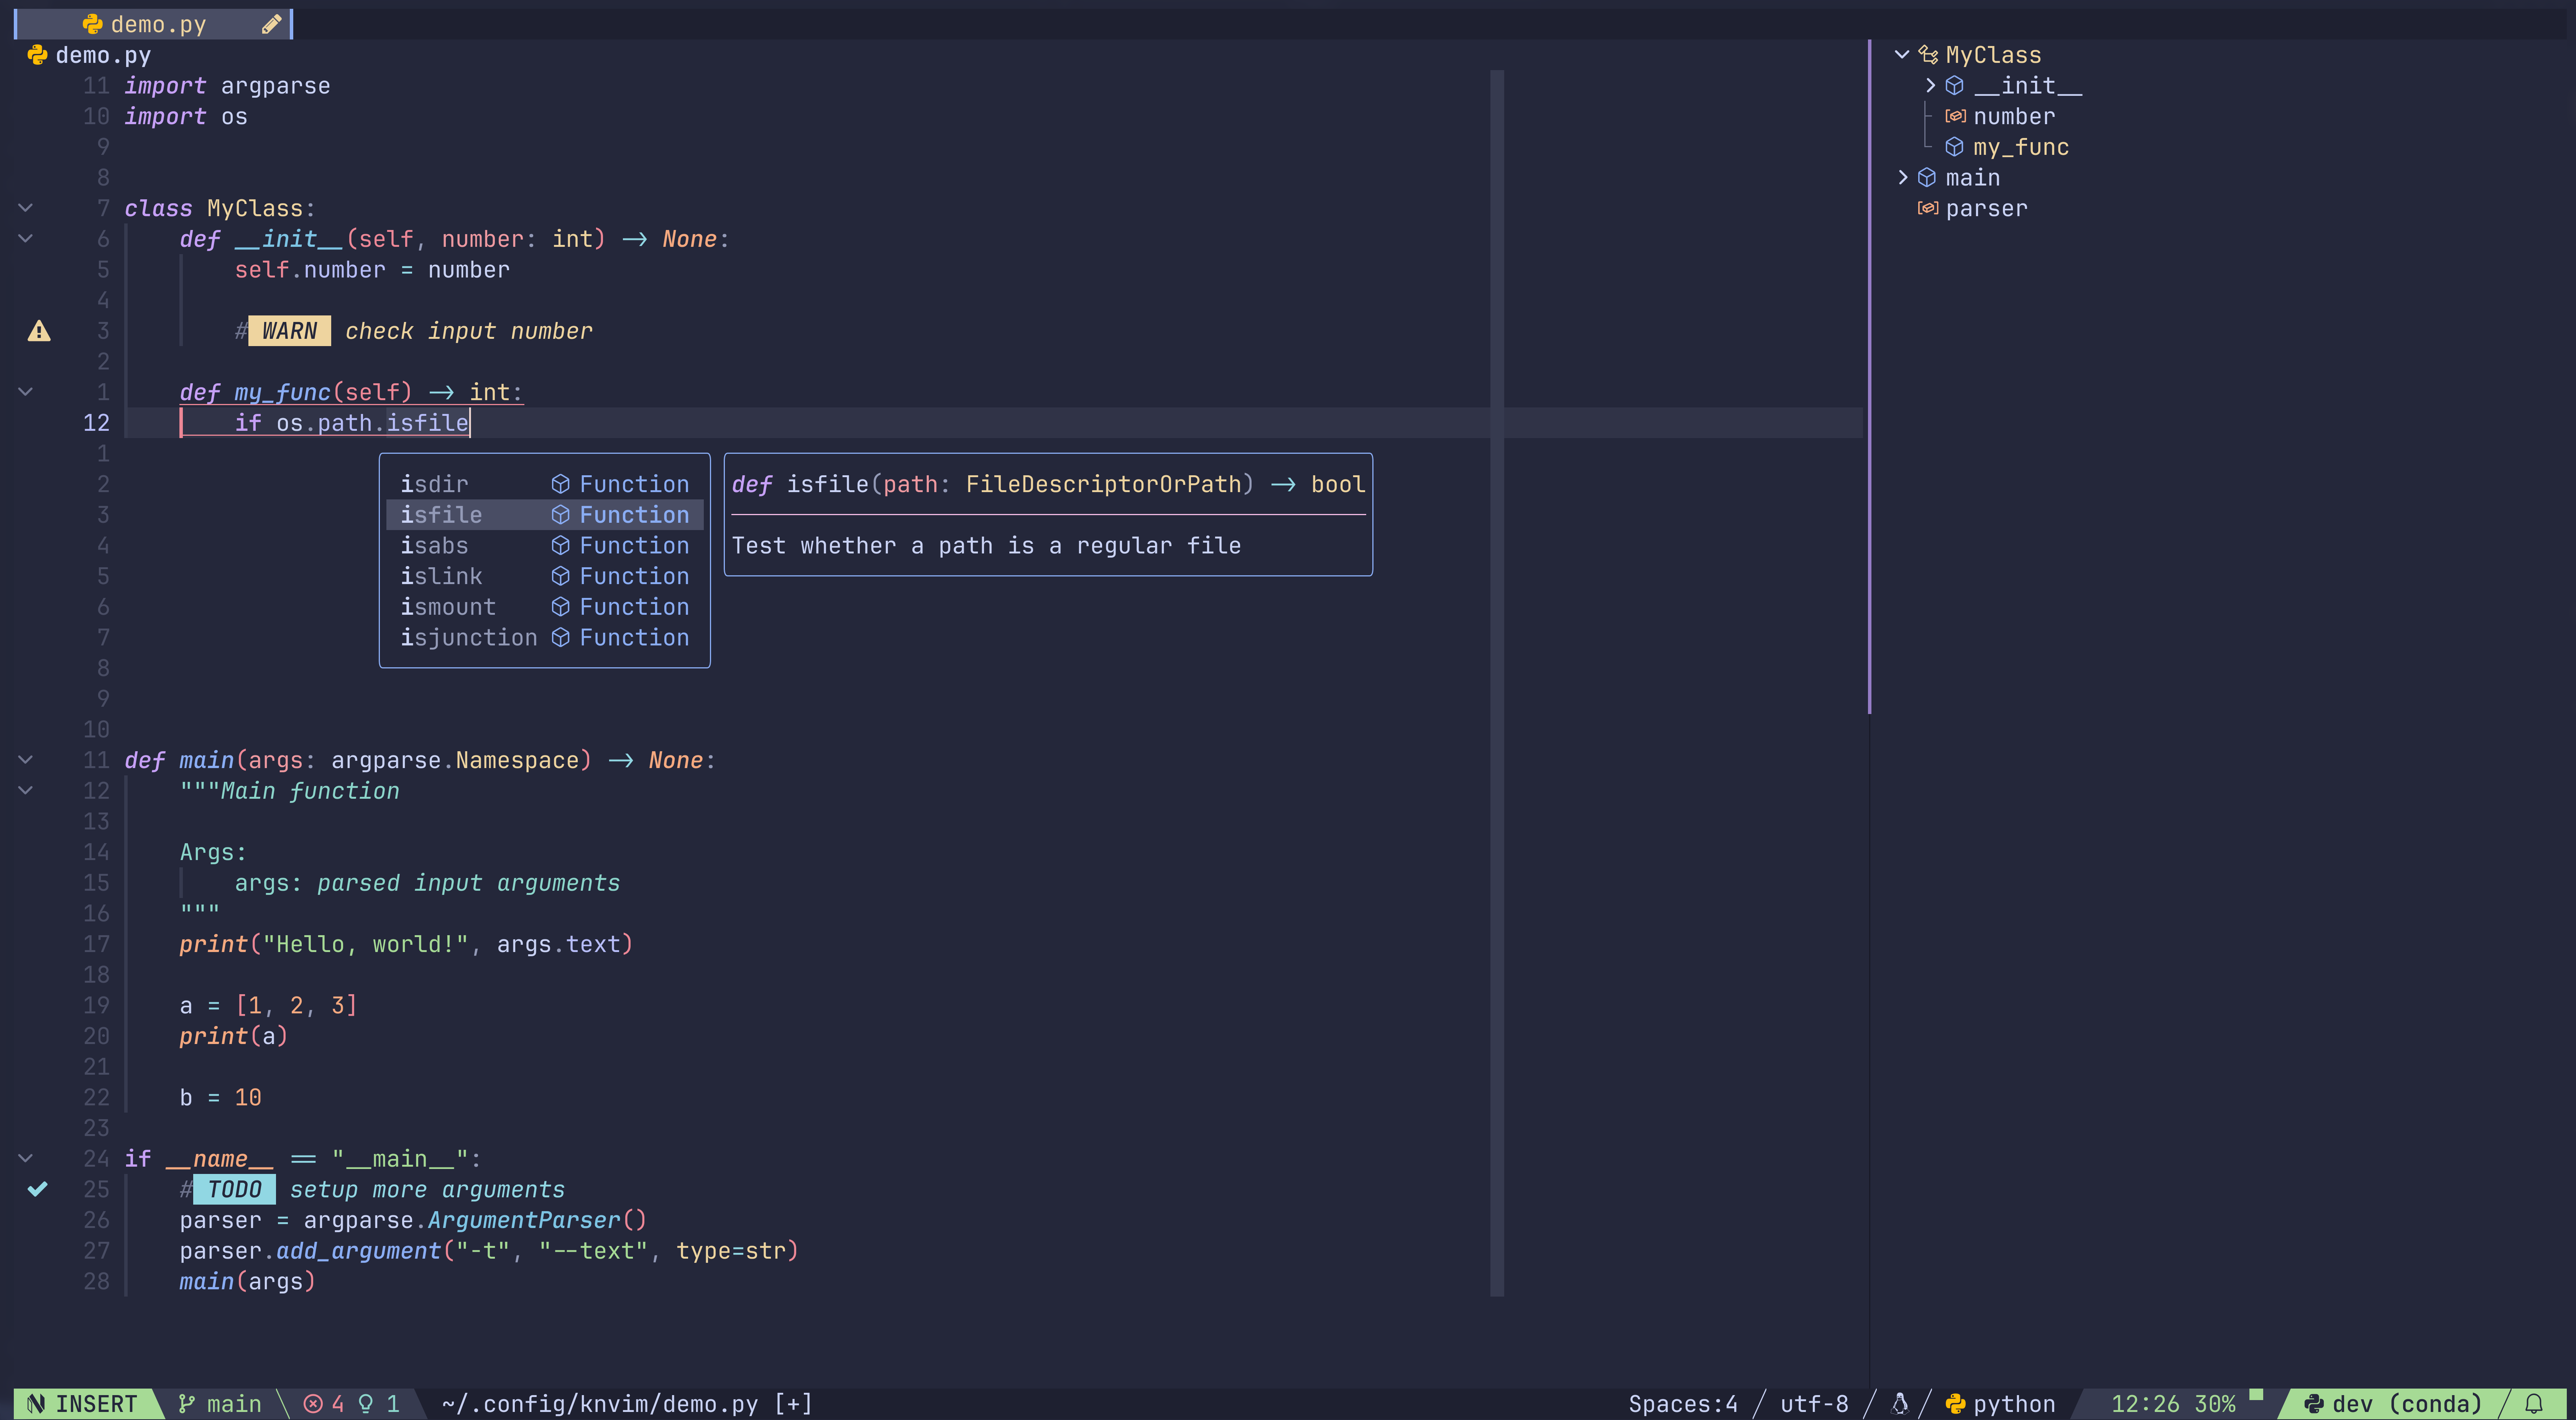 demo.py
demo.py
11 import argparse
10 import os
9
8
7 class MyClass:
6 def __init__(self, number: int) -> None:
5 self.number = number
4
3 # WARN check input number
2
1 def my_func(self) -> int:
12 if os.path.isfile
1
2 isdir Function def isfile(path: FileDescriptorOrPath) -> bool
3 isfile Function
4 isabs Function Test whether a path is a regular file
5 islink Function
6 ismount Function
7 isjunction Function
8
9
10
11 def main(args: argparse.Namespace) -> None:
12 """Main function
13
14 Args:
15 args: parsed input arguments
16 """
17 print("Hello, world!", args.text)
18
19 a = [1, 2, 3]
20 print(a)
21
22 b = 10
23
24 if __name__ == "__main__":
25 # TODO setup more arguments
26 parser = argparse.ArgumentParser()
27 parser.add_argument("-t", "--text", type=str)
28 main(args)
MyClass
__init__
number
my_func
main
parser
INSERT main 4 1 ~/.config/knvim/demo.py [+] Spaces:4 / utf-8 / / python 12:26 30% dev (conda) /